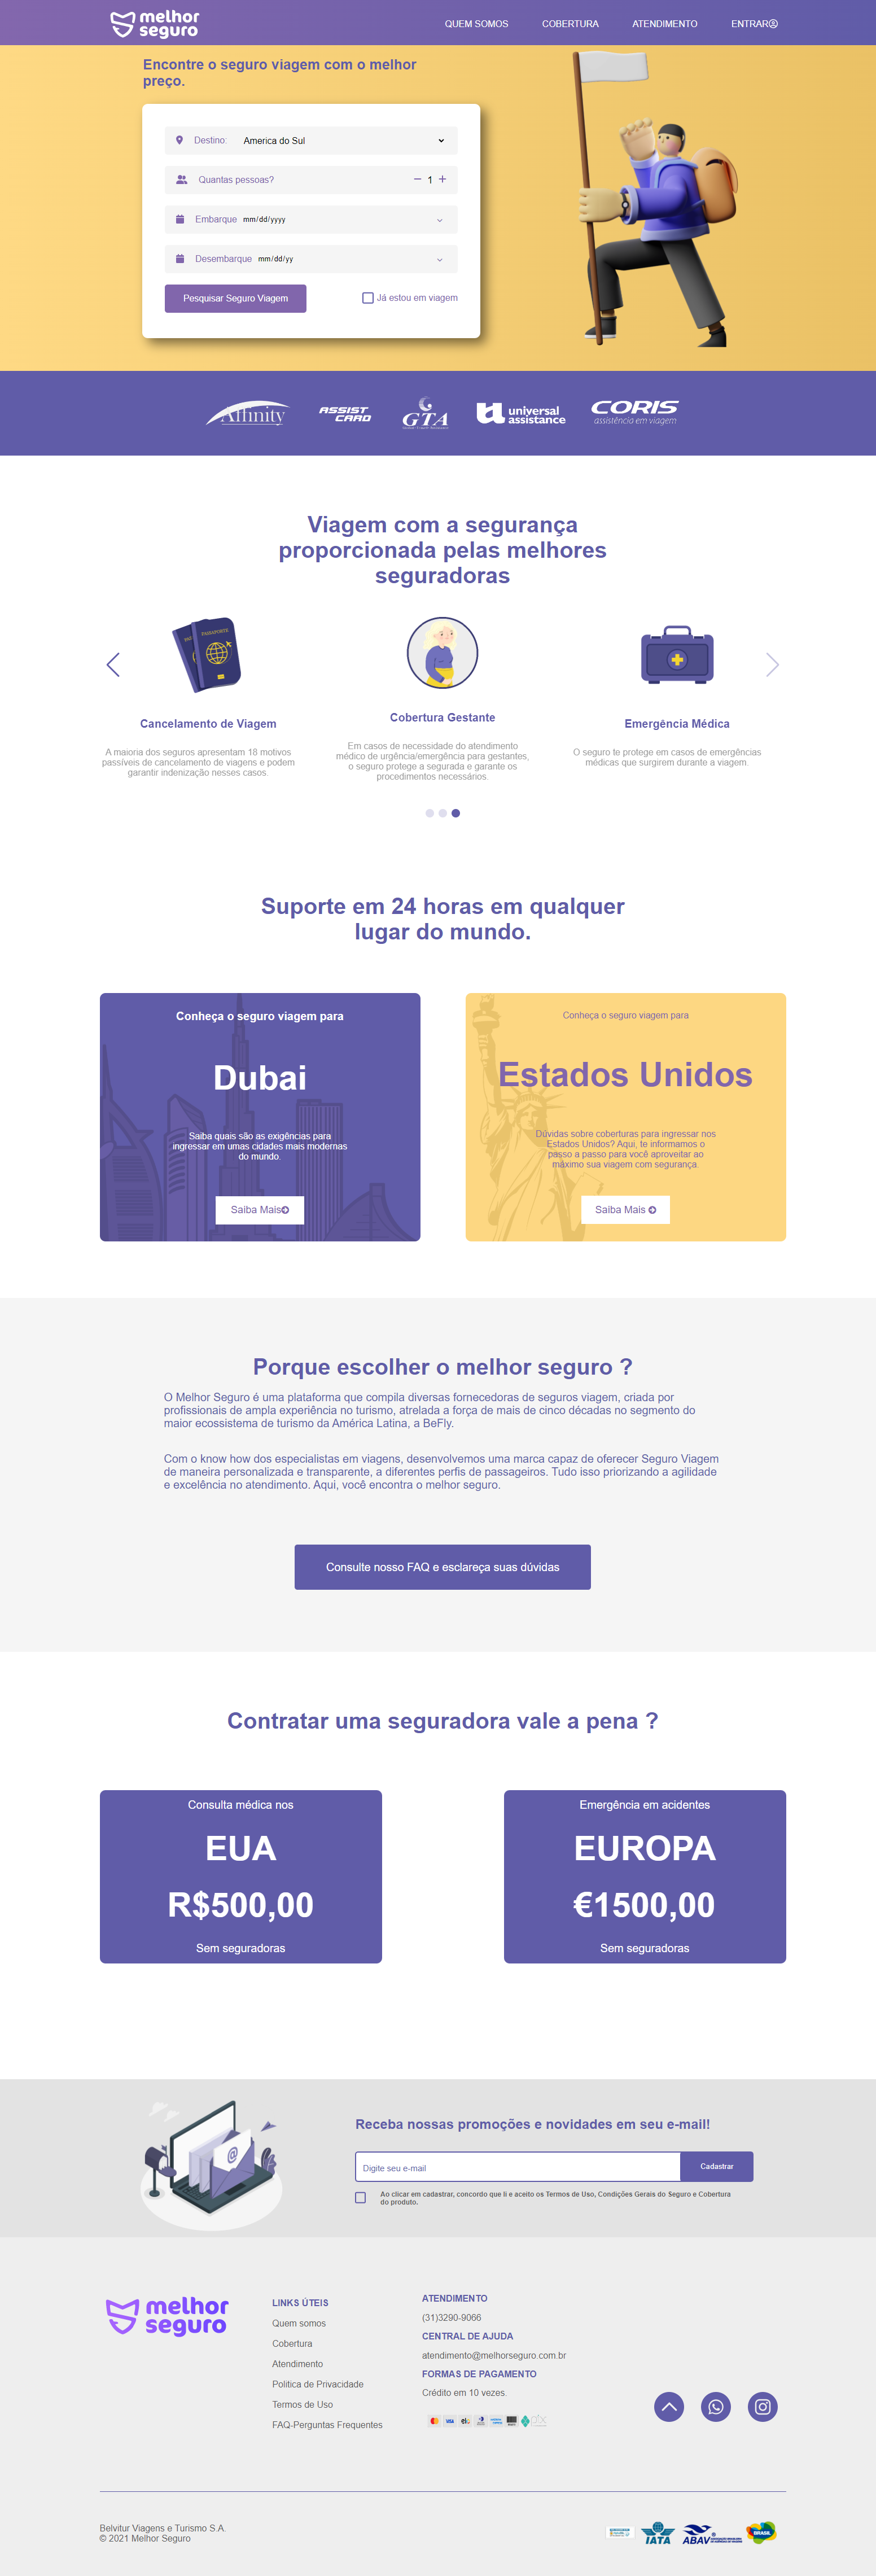 melhor
seguro
QUEM SOMOS
COBERTURA
ATENDIMENTO
ENTRAR
Encontre o seguro viagem com o melhor
preço.
Destino:
America do Sul
Quantas pessoas?
1
Embarque mm/dd/yyyy
Desembarque mm/dd/yy
Pesquisar Seguro Viagem
Já estou em viagem
Affinity
ASSIST
CARD
GTA
universal
assistance
CORIS
assistência em viagem
Viagem com a segurança
proporcionada pelas melhores
seguradoras
PASSAPORTE
Cancelamento de Viagem
A maioria dos seguros apresentam 18 motivos
passíveis de cancelamento de viagens e podem
garantir indenização nesses casos.
Cobertura Gestante
Em casos de necessidade do atendimento
médico de urgência/emergência para gestantes,
o seguro protege a segurada e garante os
procedimentos necessários.
Emergência Médica
O seguro te protege em casos de emergências
médicas que surgirem durante a viagem.
Suporte em 24 horas em qualquer
lugar do mundo.
Conheça o seguro viagem para
Dubai
Saiba quais são as exigências para
ingressar em umas cidades mais modernas
do mundo.
Saiba Mais
Conheça o seguro viagem para
Estados Unidos
Dúvidas sobre coberturas para ingressar nos
Estados Unidos? Aqui, te informamos o
passo a passo para você aproveitar ao
máximo sua viagem com segurança.
Saiba Mais
Porque escolher o melhor seguro ?
O Melhor Seguro é uma plataforma que compila diversas fornecedoras de seguros viagem, criada por
profissionais de ampla experiência no turismo, atrelada a força de mais de cinco décadas no segmento do
maior ecossistema de turismo da América Latina, a BeFly.
Com o know how dos especialistas em viagens, desenvolvemos uma marca capaz de oferecer Seguro Viagem
de maneira personalizada e transparente, a diferentes perfis de passageiros. Tudo isso priorizando a agilidade
e excelência no atendimento. Aqui, você encontra o melhor seguro.
Consulte nosso FAQ e esclareça suas dúvidas
Contratar uma seguradora vale a pena ?
Consulta médica nos
EUA
R$500,00
Sem seguradoras
Emergência em acidentes
EUROPA
€1500,00
Sem seguradoras
Receba nossas promoções e novidades em seu e-mail!
Digite seu e-mail
Cadastrar
Ao clicar em cadastrar, concordo que li e aceito os Termos de Uso, Condições Gerais do Seguro e Cobertura
do produto.
melhor
seguro
LINKS ÚTEIS
Quem somos
Cobertura
Atendimento
Politica de Privacidade
Termos de Uso
FAQ-Perguntas Frequentes
ATENDIMENTO
(31)3290-9066
CENTRAL DE AJUDA
atendimento@melhorseguro.com.br
FORMAS DE PAGAMENTO
Crédito em 10 vezes.
VISA
elo
pix
Belvitur Viagens e Turismo S.A.
© 2021 Melhor Seguro
IATA
ABAV
BRASIL